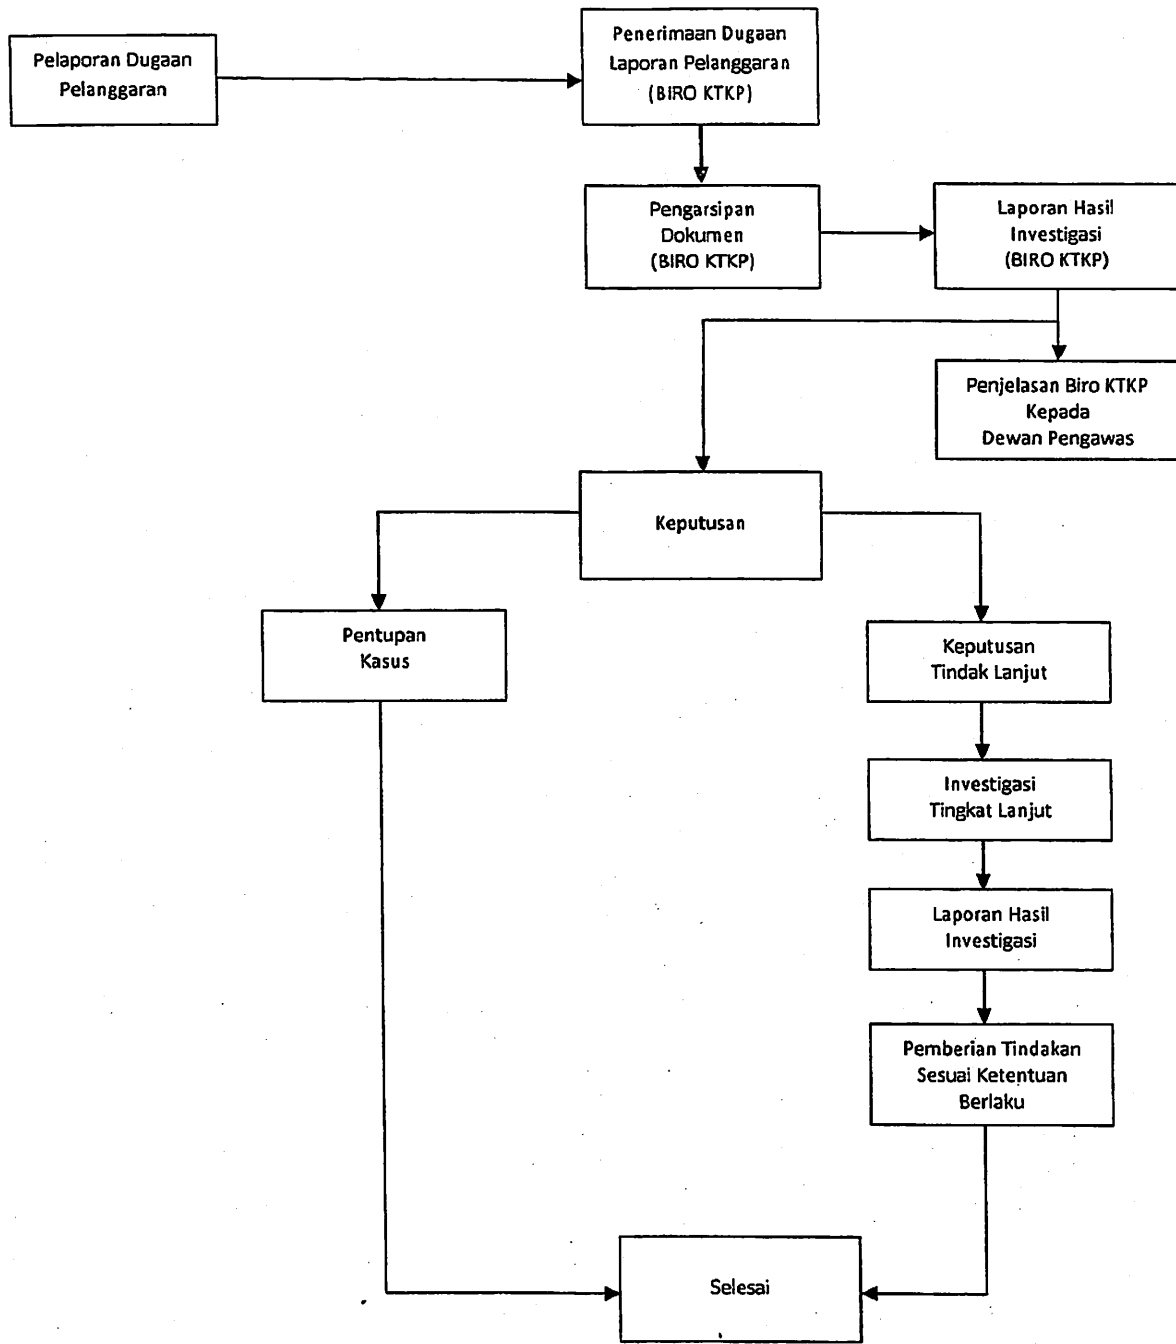 Pelaporan Dugaan
Pelanggaran
Penerimaan Dugaan
Laporan Pelanggaran
(BIRO KTKP)
Pengarsipan
Dokumen
(BIRO KTKP)
Laporan Hasil
Investigasi
(BIRO KTKP)
Penjelasan Biro KTKP
Kepada
Dewan Pengawas
Keputusan
Pentupan
Kasus
Keputusan
Tindak Lanjut
Investigasi
Tingkat Lanjut
Laporan Hasil
Investigasi
Pemberian Tindakan
Sesuai Ketentuan
Berlaku
Selesai